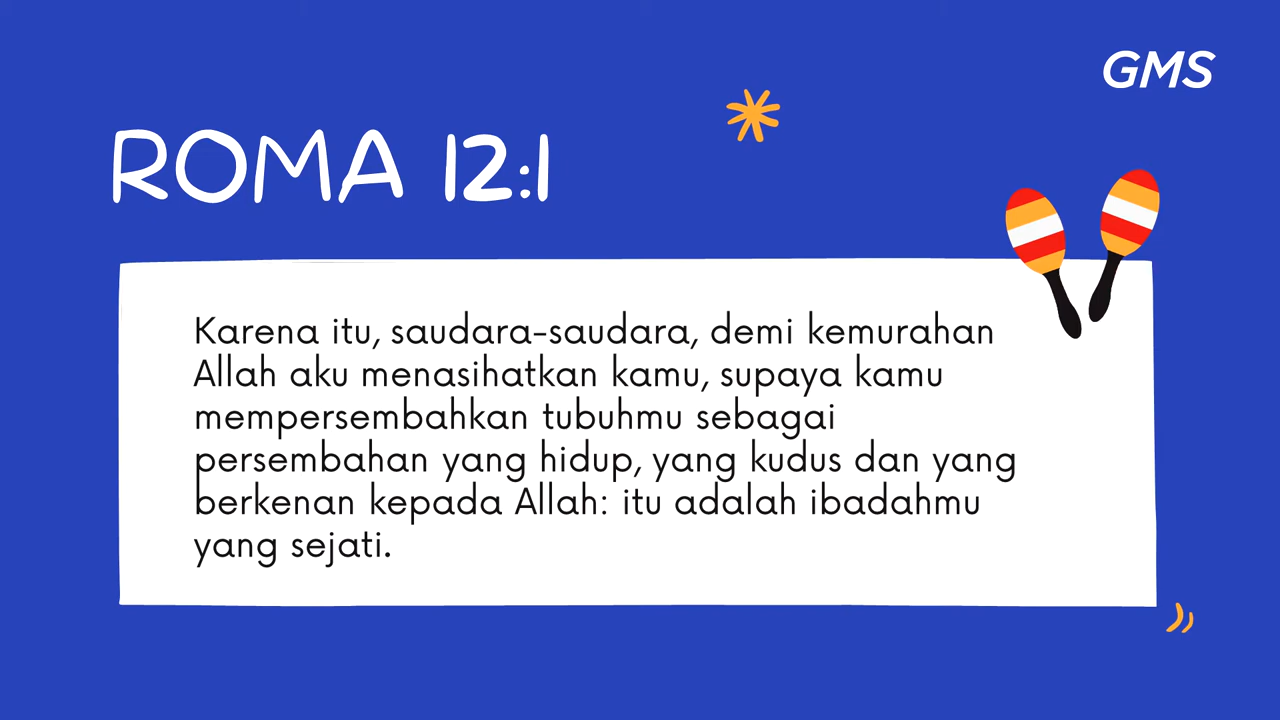 GMS
ROMA 12:1
Karena itu, saudara-saudara, demi kemurahan
Allah aku menasihatkan kamu, supaya kamu
mempersembahkan tubuhmu sebagai
persembahan yang hidup, yang kudus dan yang
berkenan kepada Allah: itu adalah ibadahmu
yang sejati.